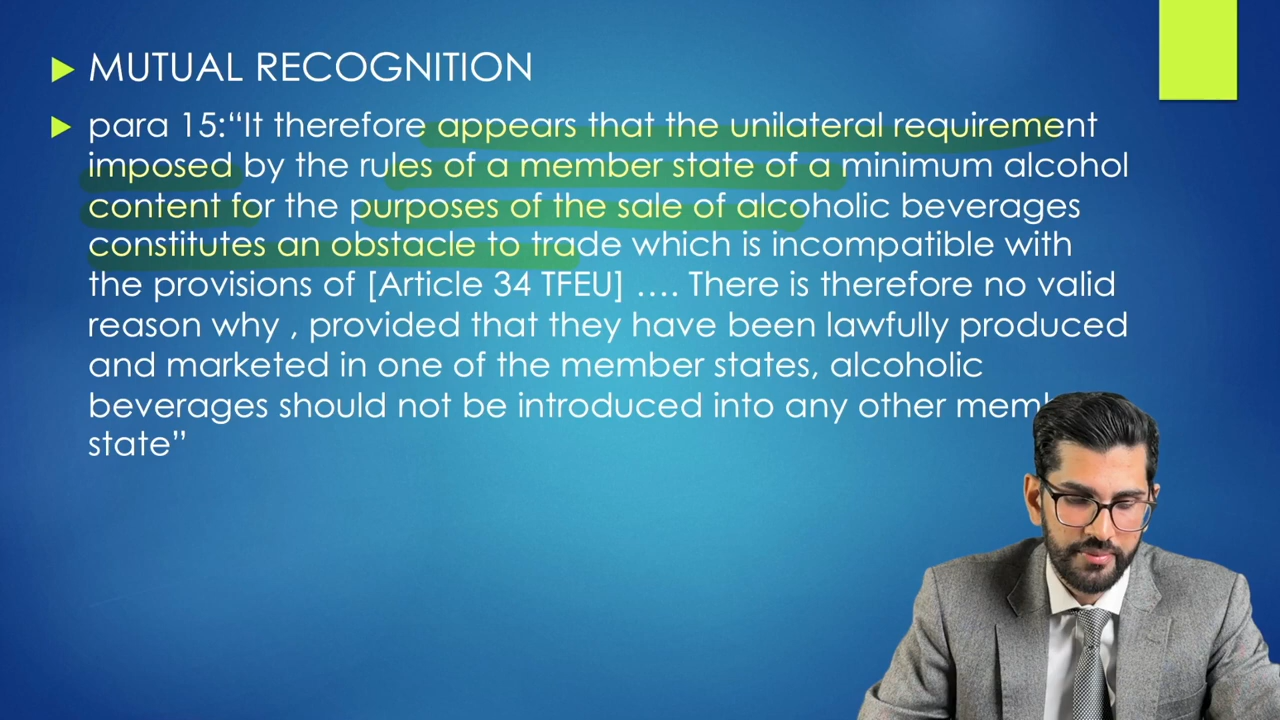 MUTUAL RECOGNITION
para 15:“It therefore appears that the unilateral requirement
imposed by the rules of a member state of a minimum alcohol
content for the purposes of the sale of alcoholic beverages
constitutes an obstacle to trade which is incompatible with
the provisions of [Article 34 TFEU] .... There is therefore no valid
reason why , provided that they have been lawfully produced
and marketed in one of the member states, alcoholic
beverages should not be introduced into any other
state”